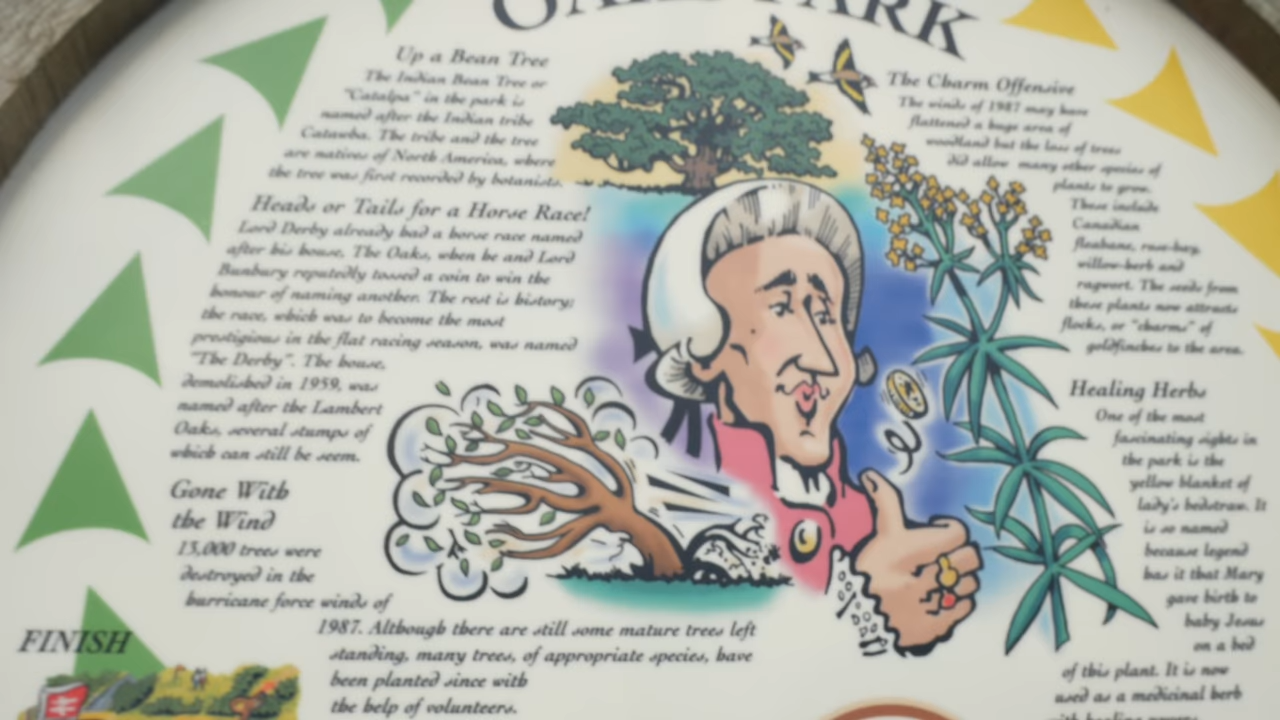 OAKS PARK
Up a Bean Tree
The Indian Bean Tree or
"Catalpa" in the park is
named after the Indian tribe
Catawba. The tribe and the tree
are natives of North America, where
the tree was first recorded by botanists.
Heads or Tails for a Horse Race!
Lord Derby already had a horse race named
after his house, The Oaks, when he and Lord
Bunbury reputedly tossed a coin to win the
honour of naming another. The rest is history;
the race, which was to become the most
prestigious in the flat racing season, was named
"The Derby". The house,
demolished in 1959, was
named after the Lambert
Oaks, several stumps of
which can still be seen.
Gone With
the Wind
15,000 trees were
destroyed in the
hurricane force winds of
1987. Although there are still some mature trees left
standing, many trees, of appropriate species, have
been planted since with
the help of volunteers.
FINISH
The Charm Offensive
The winds of 1987 may have
flattened a huge area of
woodland but the loss of trees
did allow many other species of
plants to grow.
These include
Canadian
fleabane, rose-bay,
willow-herb and
ragwort. The seeds from
these plants now attracts
flocks, or "charms" of
goldfinches to the area.
Healing Herbs
One of the most
fascinating sights in
the park is the
yellow blanket of
lady's bedstraw. It
is so named
because legend
has it that Mary
gave birth to
baby Jesus
on a bed
of this plant. It is now
used as a medicinal herb
with healing